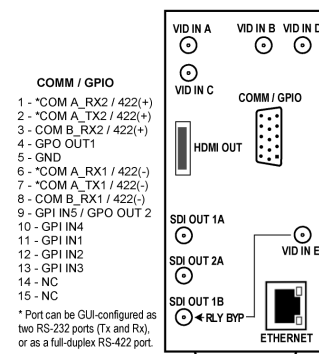 COMM / GPIO
1 - *COM A_RX2 / 422(+)
2 - *COM A_TX2 / 422(+)
3 - COM B_RX2 / 422(+)
4 - GPO OUT1
5 - GND
6 - *COM A_RX1 / 422(-)
7 - *COM A_TX1 / 422(-)
8 - COM B_RX1 / 422(-)
9 - GPI IN5 / GPO OUT 2
10 - GPI IN4
11 - GPI IN1
12 - GPI IN2
13 - GPI IN3
14 - NC
15 - NC
* Port can be GUI-configured as
two RS-232 ports (Tx and Rx),
or as a full-duplex RS-422 port.
VID IN A
VID IN B
VID IN D
VID IN C
COMM / GPIO
HDMI OUT
SDI OUT 1A
VID IN E
SDI OUT 2A
SDI OUT 1B
RLY BYP
ETHERNET